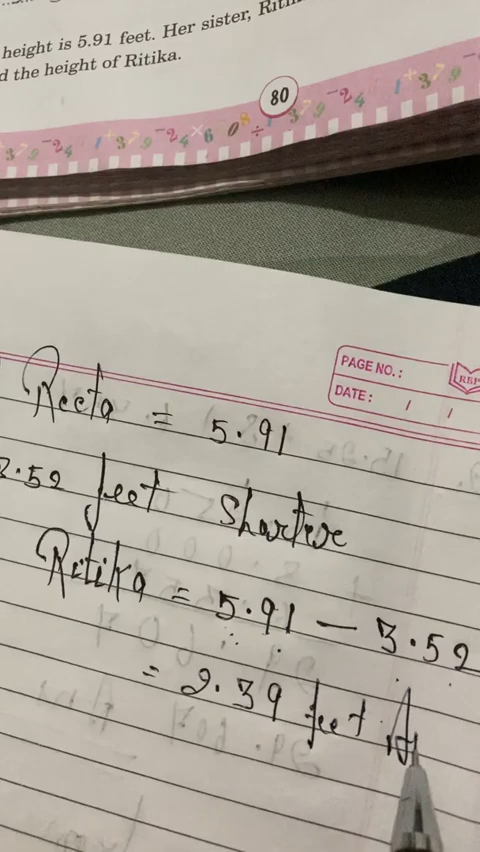 height is 5.91 feet. Her sister,
d the height of Ritika.
80
PAGE NO.:
DATE: / /
Reeta = 5.91
3.52 feet Shortere
Ritika = 5.91 — 3.52
= 2.39 feet A